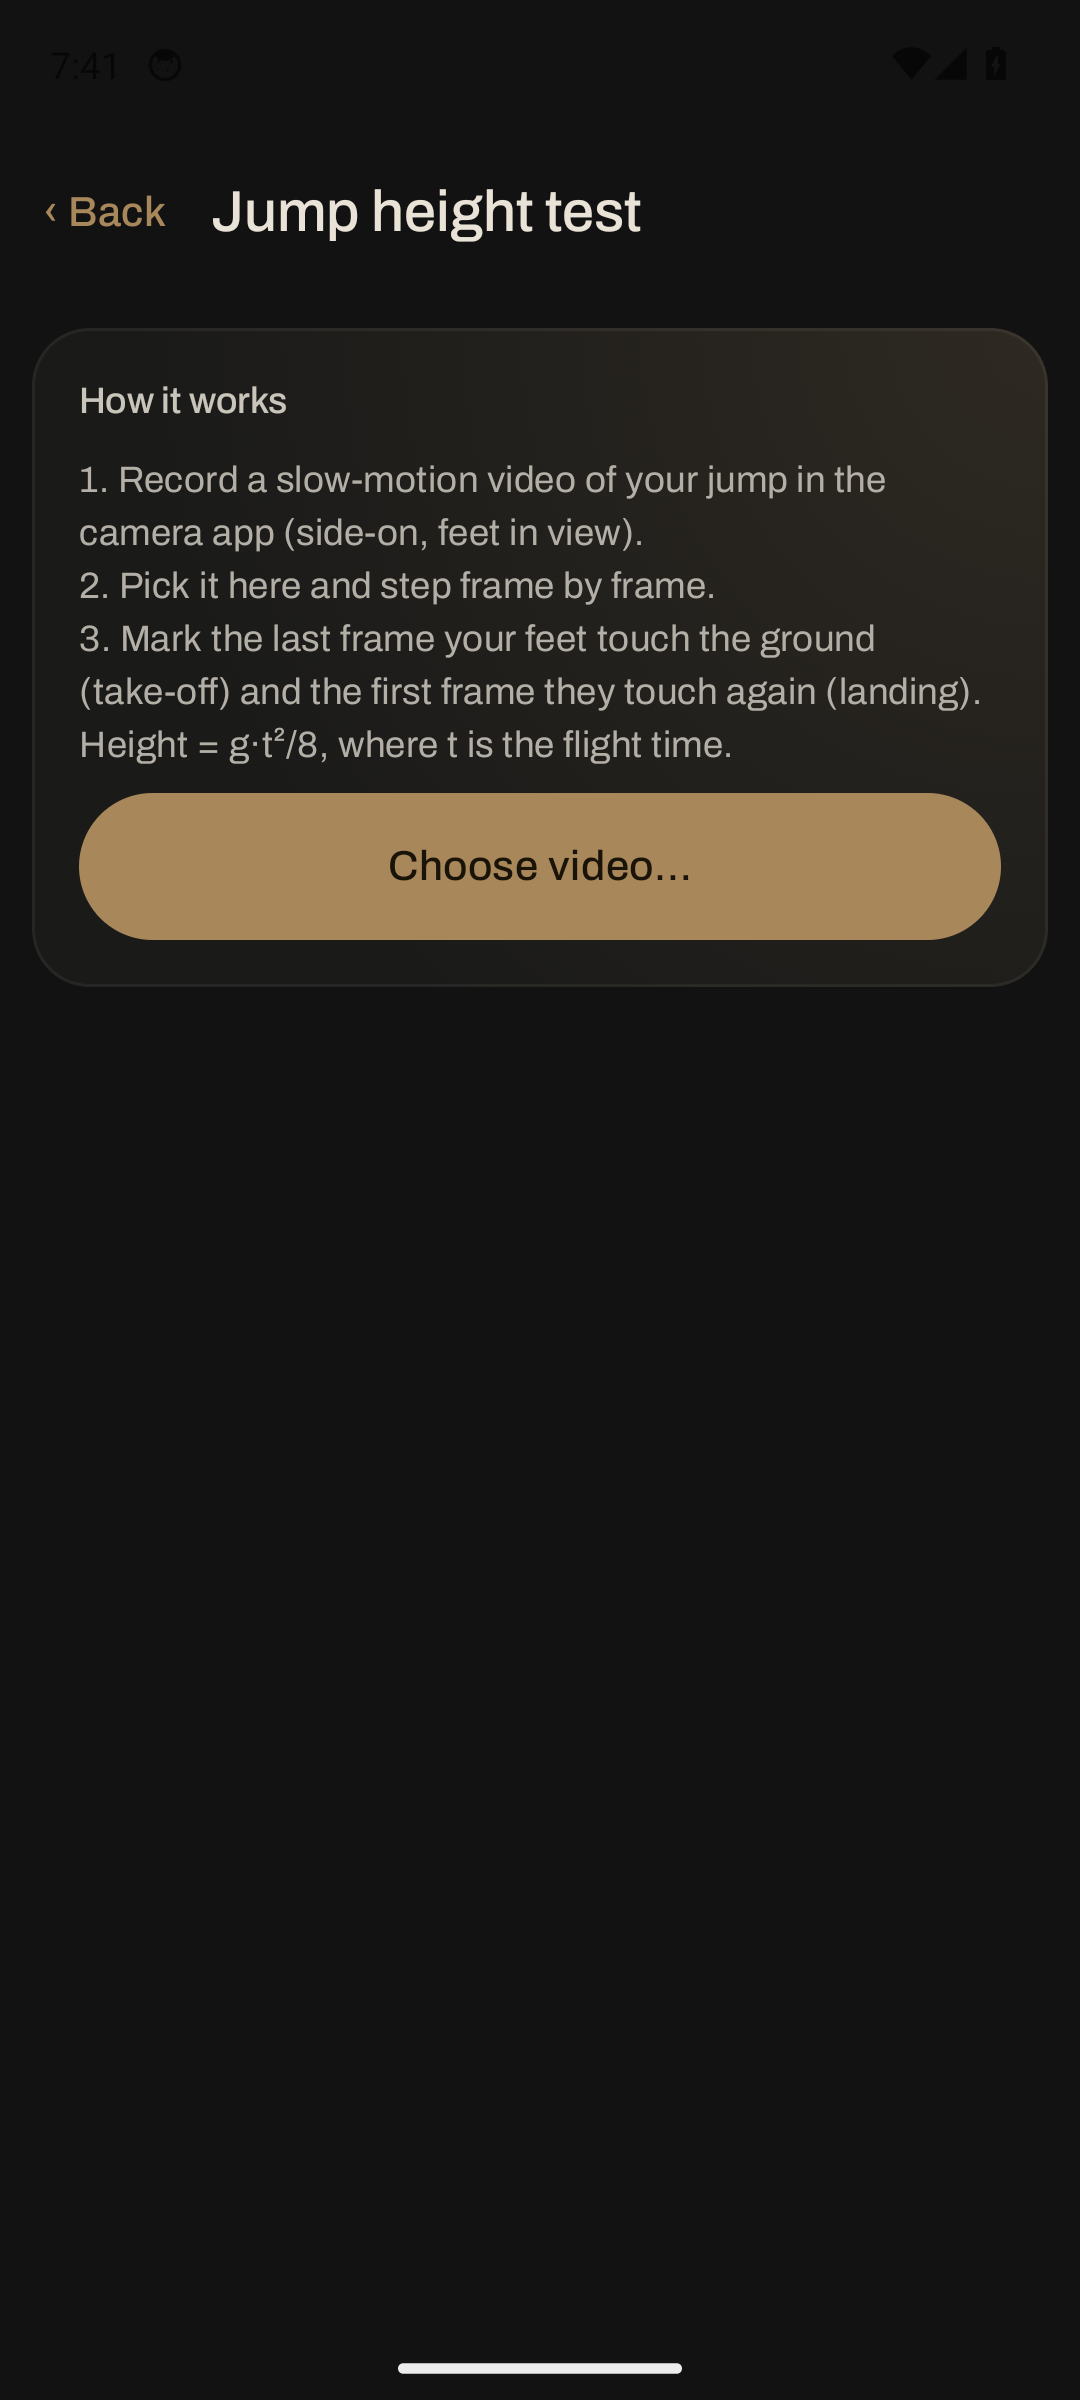 7:41
‹ Back
Jump height test
How it works
1. Record a slow-motion video of your jump in the
camera app (side-on, feet in view).
2. Pick it here and step frame by frame.
3. Mark the last frame your feet touch the ground
(take-off) and the first frame they touch again (landing).
Height = g·t²/8, where t is the flight time.
Choose video…